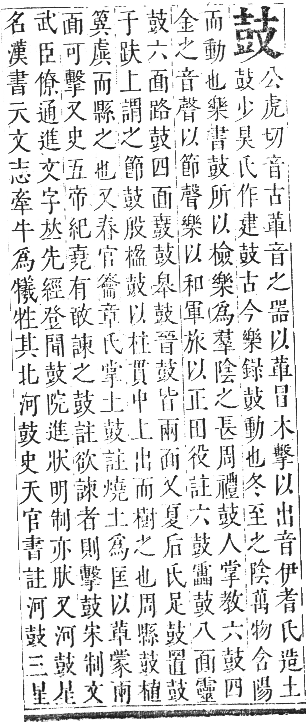 鼓公虎切音古革音之器以革冒木擊以出音伊耆氏造土
鼓少昊氏作建鼓古今樂錄鼓動也冬至之陰萬物含陽
而動也樂書鼓所以檢樂爲羣陰之長周禮鼓人掌教六鼓四
金之音聲以節聲樂以和軍旅以正田役註六鼓靁鼓八面靈
鼓六面路鼓四面鼖鼓皋鼓晉鼓皆兩面又夏后氏足鼓置鼓
于趺上謂之節鼓殷楹鼓以柱貫中上出而樹之也周縣鼓植
簨虡而縣之也又春官籥章氏掌土鼓註燒土爲匡以革蒙兩
面可擊又史五帝紀堯有敢諫之鼓註欲諫者則擊鼓宋制文
武臣僚通進文字𠀤先經登聞鼓院進狀明制亦肰又河鼓星
名漢書天文志牽牛爲犧牲其北河鼓史天官書註河鼓三星